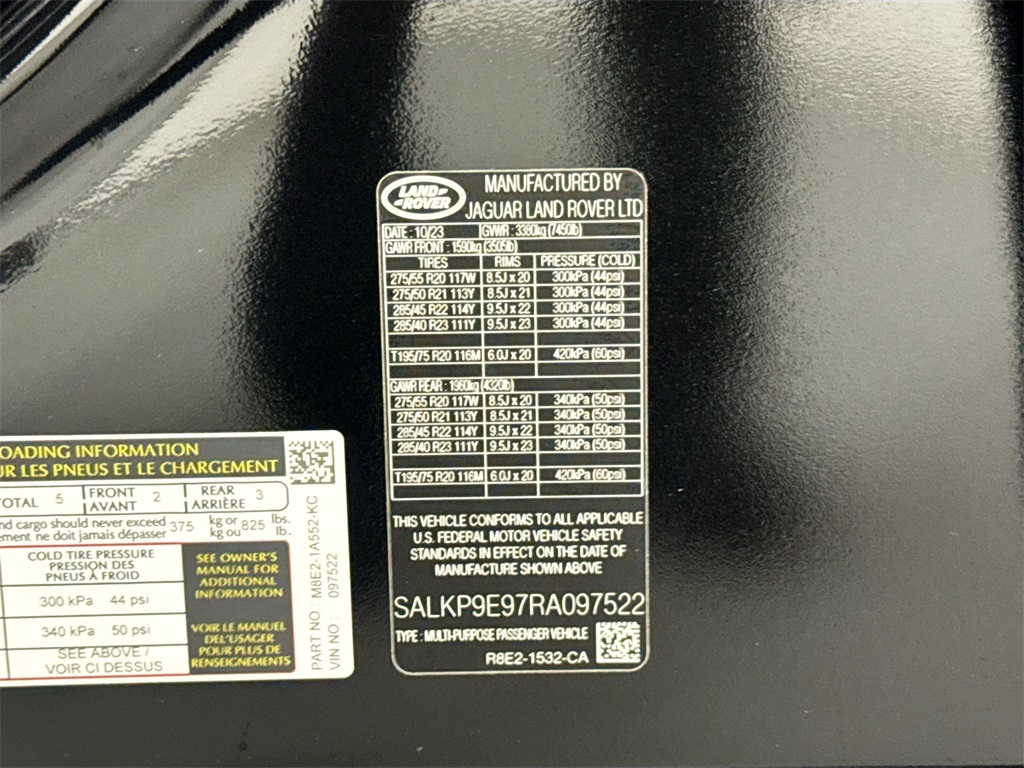 LAND-
-ROVER
MANUFACTURED BY
JAGUAR LAND ROVER LTD
DATE : 10/23 GVWR : 3380kg (7450lb)
GAWR FRONT : 1590kg (3505lb)
TIRES RIMS PRESSURE (COLD)
275/55 R20 117W 8.5J x 20 300kPa (44psi)
275/50 R21 113Y 8.5J x 21 300kPa (44psi)
285/45 R22 114Y 9.5J x 22 300kPa (44psi)
285/40 R23 111Y 9.5J x 23 300kPa (44psi)
T195/75 R20 116M 6.0J x 20 420kPa (60psi)
GAWR REAR : 1960kg (4320lb)
275/55 R20 117W 8.5J x 20 340kPa (50psi)
275/50 R21 113Y 8.5J x 21 340kPa (50psi)
285/45 R22 114Y 9.5J x 22 340kPa (50psi)
285/40 R23 111Y 9.5J x 23 340kPa (50psi)
T195/75 R20 116M 6.0J x 20 420kPa (60psi)
THIS VEHICLE CONFORMS TO ALL APPLICABLE
U.S. FEDERAL MOTOR VEHICLE SAFETY
STANDARDS IN EFFECT ON THE DATE OF
MANUFACTURE SHOWN ABOVE
SALKP9E97RA097522
TYPE : MULTI-PURPOSE PASSENGER VEHICLE
R8E2-1532-CA
OADING INFORMATION
UR LES PNEUS ET LE CHARGEMENT
OTAL 5 FRONT 2 REAR 3
AVANT ARRIÈRE
nd cargo should never exceed 375 kg or 825 lbs.
ement ne doit jamais dépasser kg ou lb.
COLD TIRE PRESSURE
PRESSION DES
PNEUS À FROID
300 kPa 44 psi
340 kPa 50 psi
SEE ABOVE /
VOIR CI DESSUS
SEE OWNER'S
MANUAL FOR
ADDITIONAL
INFORMATION
VOIR LE MANUEL
DEL'USAGER
POUR PLUS DE
RENSEIGNEMENTS
PART NO : M8E2-1A552-KC
VIN NO : 097522